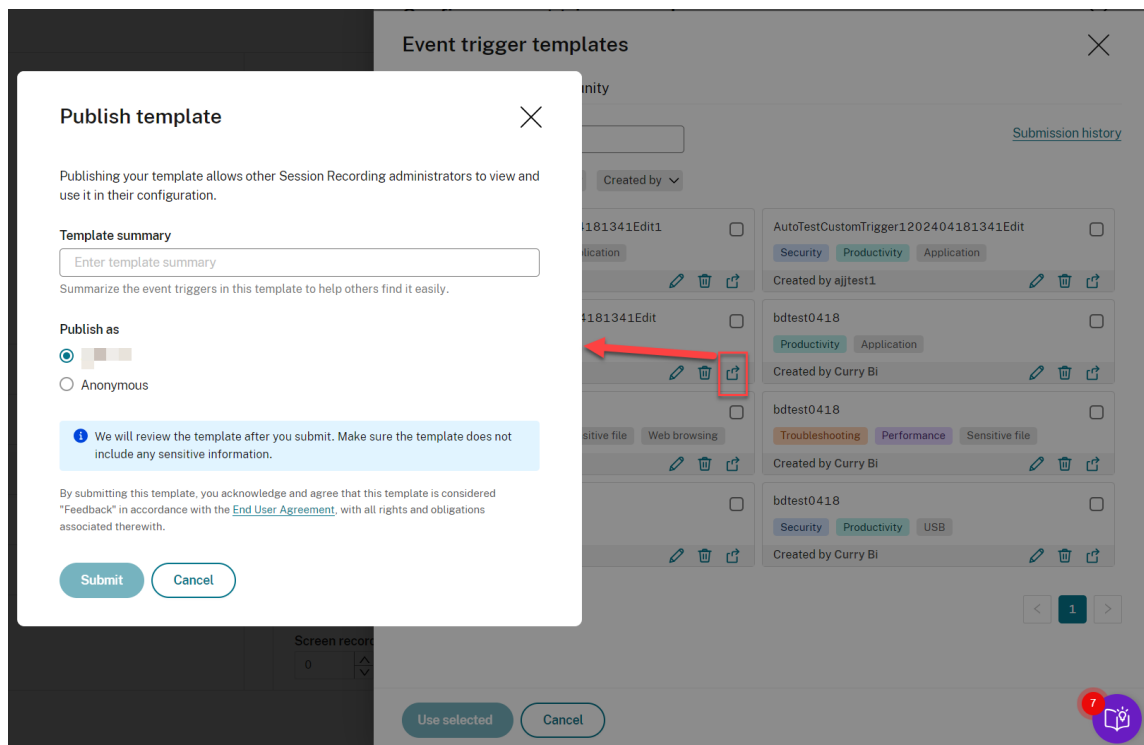 Event trigger templates
unity
Submission history
Created by
181341Edit1
lication
AutoTestCustomTrigger1202404181341Edit
Security Productivity Application
Created by ajjtest1
4181341Edit
bdtest0418
Productivity Application
Created by Curry Bi
sitive file Web browsing
bdtest0418
Troubleshooting Performance Sensitive file
Created by Curry Bi
bdtest0418
Security Productivity USB
Created by Curry Bi
< 1 >
Screen record
0
Use selected Cancel
7
Publish template
Publishing your template allows other Session Recording administrators to view and
use it in their configuration.
Template summary
Enter template summary
Summarize the event triggers in this template to help others find it easily.
Publish as
Anonymous
We will review the template after you submit. Make sure the template does not
include any sensitive information.
By submitting this template, you acknowledge and agree that this template is considered
"Feedback" in accordance with the End User Agreement, with all rights and obligations
associated therewith.
Submit Cancel